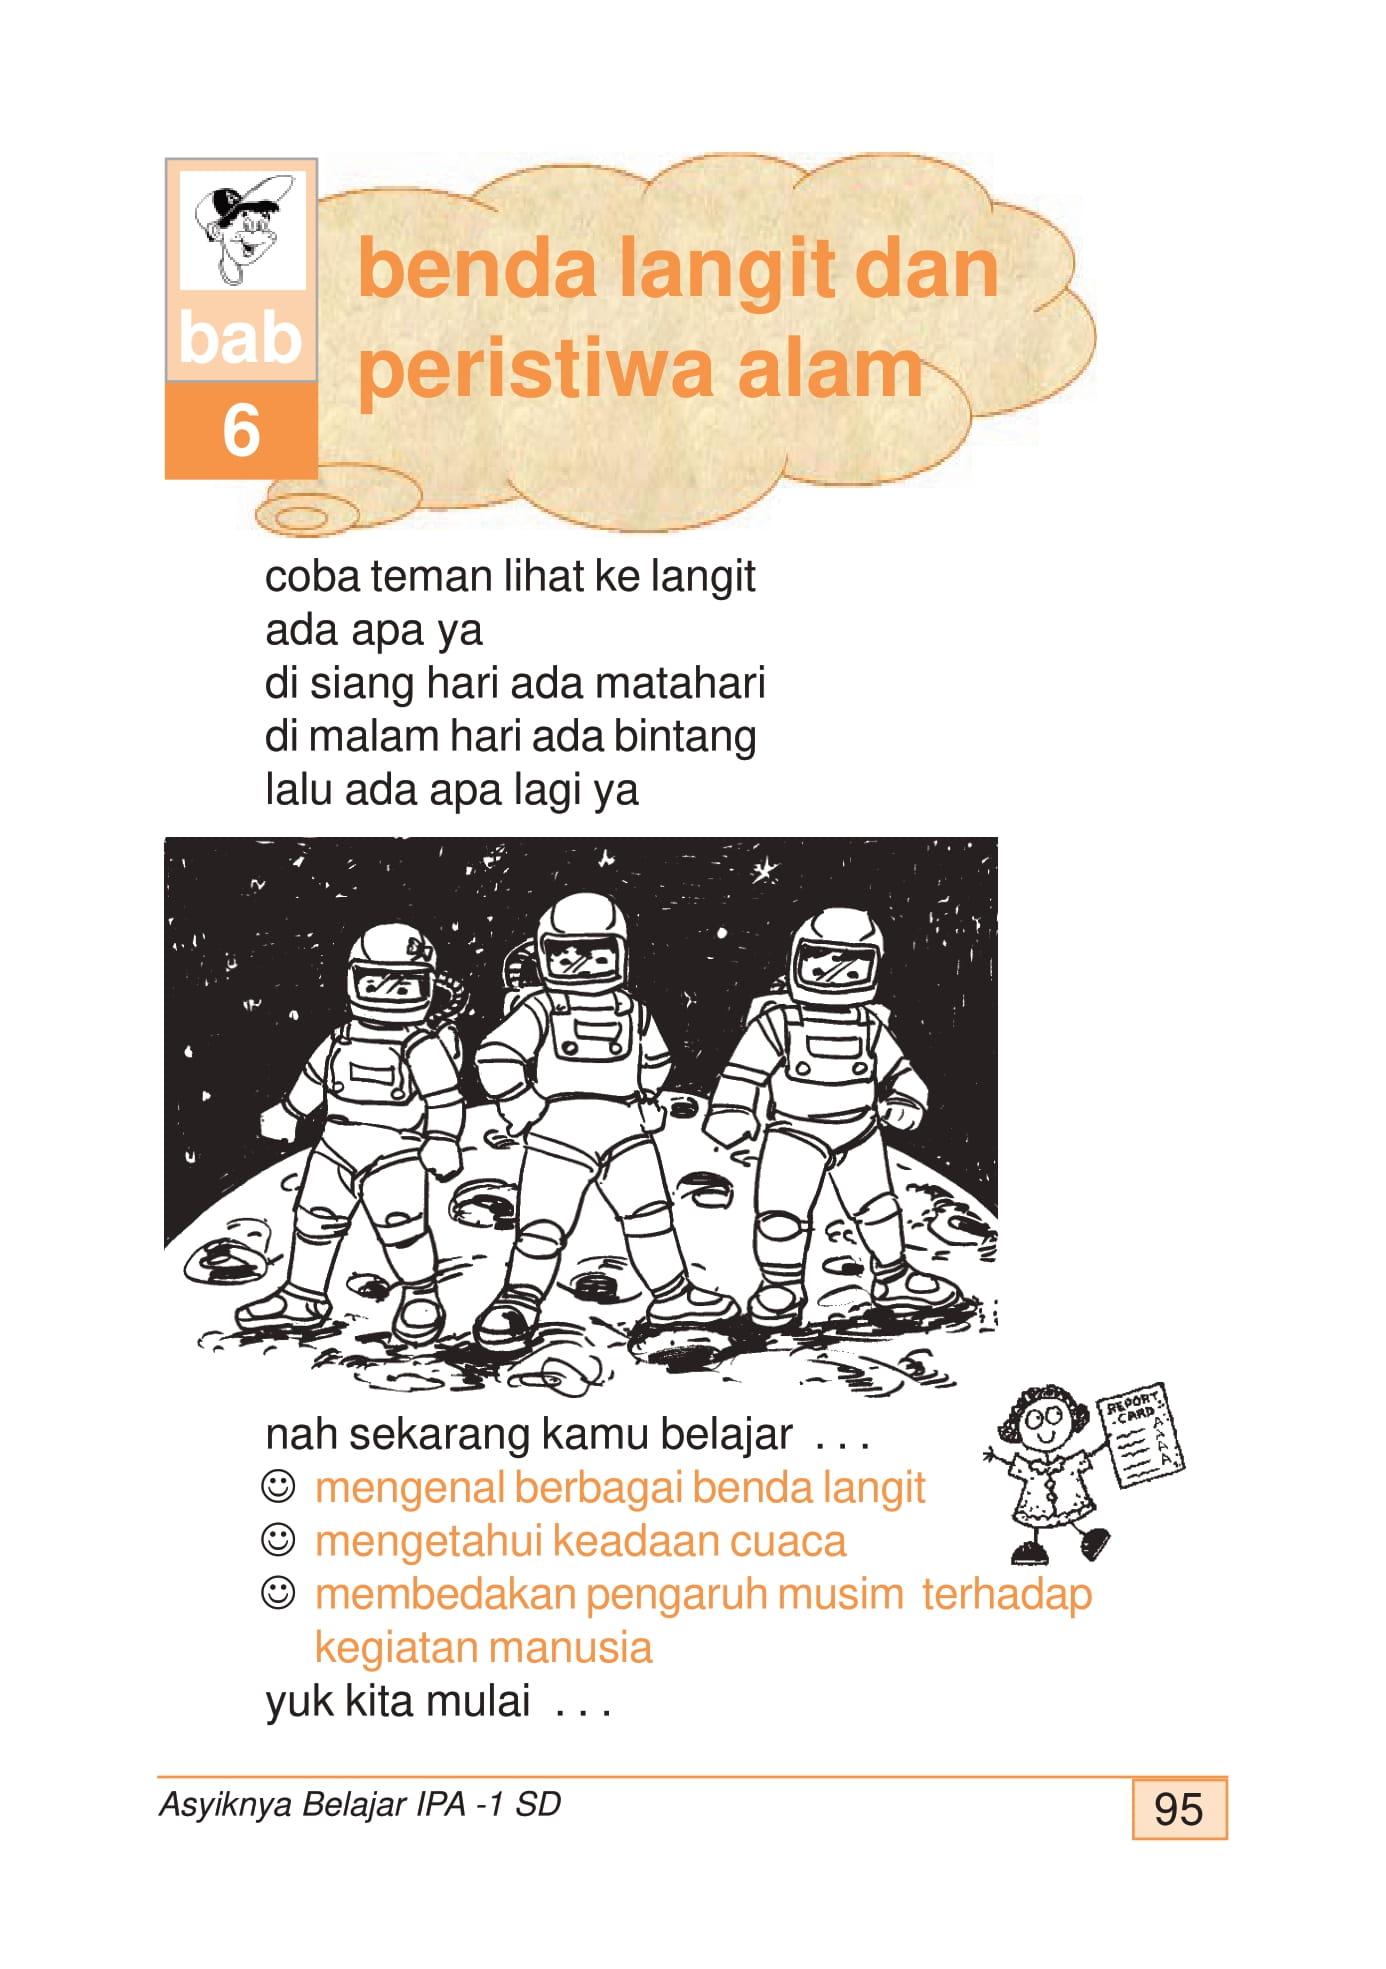 bab
6
benda langit dan
peristiwa alam
coba teman lihat ke langit
ada apa ya
di siang hari ada matahari
di malam hari ada bintang
lalu ada apa lagi ya
nah sekarang kamu belajar . . .
mengenal berbagai benda langit
mengetahui keadaan cuaca
membedakan pengaruh musim terhadap
kegiatan manusia
yuk kita mulai . . .
REPORT
CARD
A
A
A
A
Asyiknya Belajar IPA -1 SD
95